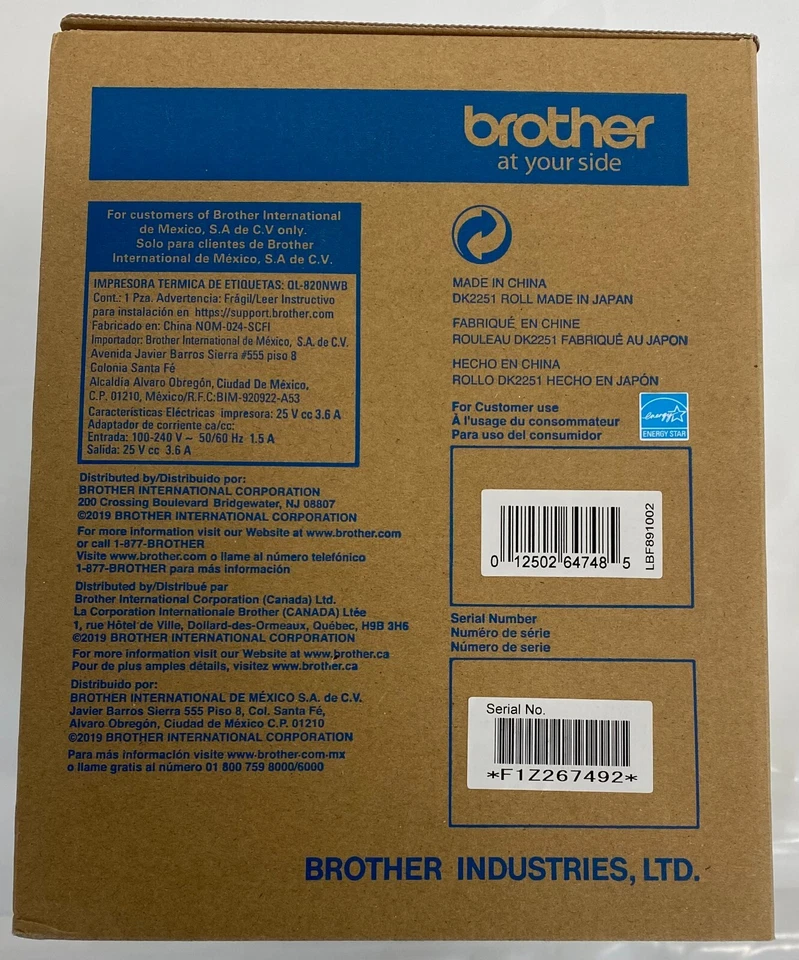 brother
at your side
For customers of Brother International
de Mexico, S.A de C.V only.
Solo para clientes de Brother
International de México, S.A de C.V.
IMPRESORA TERMICA DE ETIQUETAS: QL-820NWB
Cont.: 1 Pza. Advertencia: Frágil/Leer Instructivo
para instalación en https://support.brother.com
Fabricado en: China NOM-024-SCFI
Importador: Brother International de México, S.A. de C.V.
Avenida Javier Barros Sierra #555 piso 8
Colonia Santa Fé
Alcaldia Alvaro Obregón, Ciudad De México,
C.P. 01210, México/R.F.C:BIM-920922-A53
Características Eléctricas impresora: 25 V cc 3.6 A
Adaptador de corriente ca/cc:
Entrada: 100-240 V ~ 50/60 Hz 1.5 A
Salida: 25 V cc 3.6 A
Distributed by/Distribuido por:
BROTHER INTERNATIONAL CORPORATION
200 Crossing Boulevard Bridgewater, NJ 08807
©2019 BROTHER INTERNATIONAL CORPORATION
For more information visit our Website at www.brother.com
or call 1-877-BROTHER
Visite www.brother.com o llame al número telefónico
1-877-BROTHER para más información
Distributed by/Distribué par
Brother International Corporation (Canada) Ltd.
La Corporation Internationale Brother (CANADA) Ltée
1, rue Hôtel de Ville, Dollard-des-Ormeaux, Québec, H9B 3H6
©2019 BROTHER INTERNATIONAL CORPORATION
For more information visit our Website at www.brother.ca
Pour de plus amples détails, visitez www.brother.ca
Distribuido por:
BROTHER INTERNATIONAL DE MÉXICO S.A. de C.V.
Javier Barros Sierra 555 Piso 8, Col. Santa Fé,
Alvaro Obregón, Ciudad de México C.P. 01210
©2019 BROTHER INTERNATIONAL CORPORATION
Para más información visite www-brother-com-mx
o llame gratis al número 01 800 759 8000/6000
MADE IN CHINA
DK2251 ROLL MADE IN JAPAN
FABRIQUÉ EN CHINE
ROULEAU DK2251 FABRIQUÉ AU JAPON
HECHO EN CHINA
ROLLO DK2251 HECHO EN JAPÓN
For Customer use
À l'usage du consommateur
Para uso del consumidor
energy
ENERGY STAR
0 12502 64748 5
LBF891002
Serial Number
Numéro de série
Número de serie
Serial No.
*F1Z267492*
BROTHER INDUSTRIES, LTD.